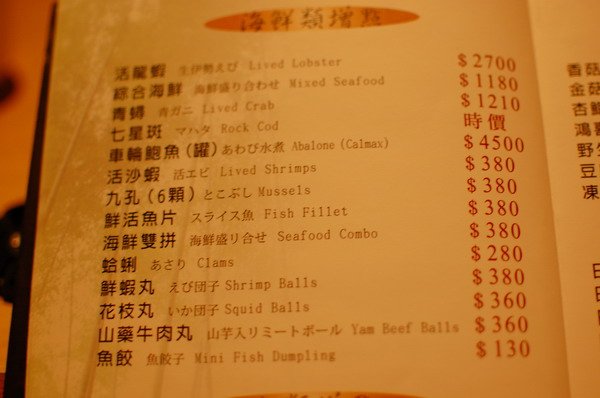 海鮮類增點
活龍蝦 生伊勢えび Lived Lobster $2700
綜合海鮮 海鮮盛り合わせ Mixed Seafood $1180
青蟳 青ガニ Lived Crab $1210
七星斑 マハタ Rock Cod 時價
車輪鮑魚(罐) あわび水煮 Abalone (Calmax) $4500
活沙蝦 活エビ Lived Shrimps $380
九孔(6顆) とこぶし Mussels $380
鮮活魚片 スライス魚 Fish Fillet $380
海鮮雙拼 海鮮盛り合せ Seafood Combo $380
蛤蜊 あさり Clams $280
鮮蝦丸 えび団子 Shrimp Balls $380
花枝丸 いか団子 Squid Balls $360
山藥牛肉丸 山芋入リミートボール Yam Beef Balls $360
魚餃 魚餃子 Mini Fish Dumpling $130
香菇
金菇
杏鮑
野生
豆
凍